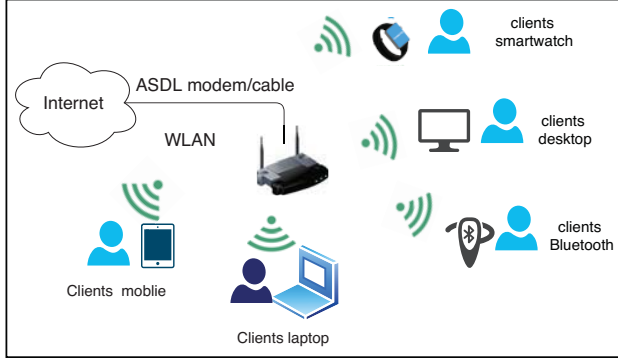 clients
smartwatch
ASDL modem/cable
Internet
WLAN
clients
desktop
clients
Bluetooth
Clients moblie
Clients laptop